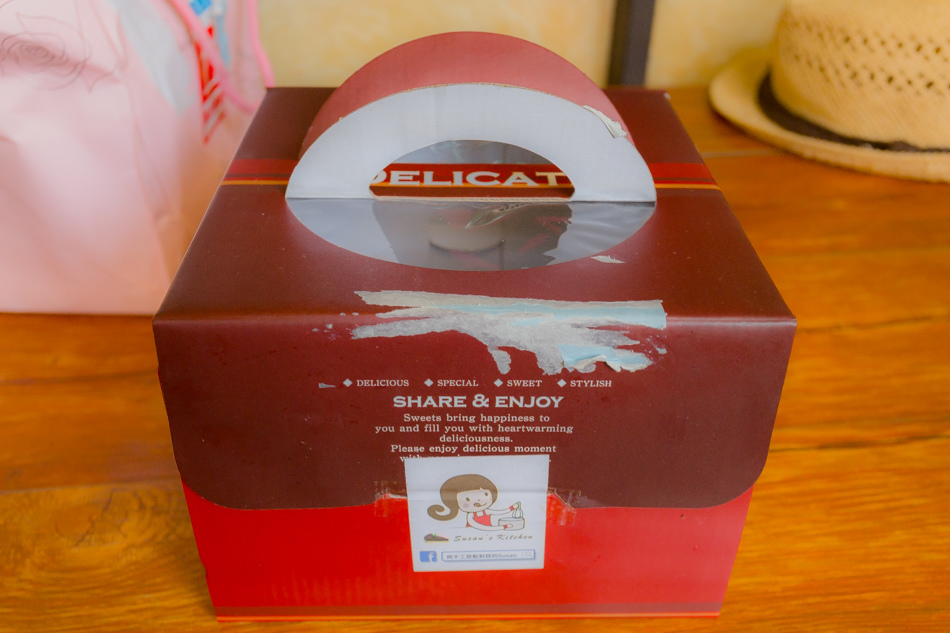 DELICAT
◆ DELICIOUS ◆ SPECIAL ◆ SWEET ◆ STYLISH
SHARE & ENJOY
Sweets bring happiness to
you and fill you with heartwarming
deliciousness.
Please enjoy delicious moment
Susan's Kitchen